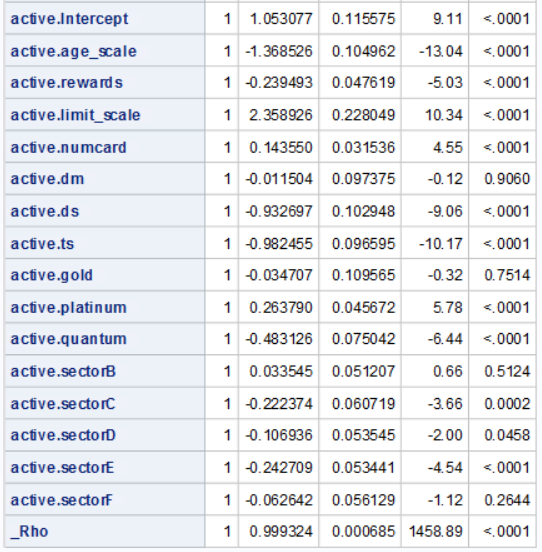 active.Intercept 1 1.053077 0.115575 9.11 <.0001
active.age_scale 1 -1.368526 0.104962 -13.04 <.0001
active.rewards 1 -0.239493 0.047619 -5.03 <.0001
active.limit_scale 1 2.358926 0.228049 10.34 <.0001
active.numcard 1 0.143550 0.031536 4.55 <.0001
active.dm 1 -0.011504 0.097375 -0.12 0.9060
active.ds 1 -0.932697 0.102948 -9.06 <.0001
active.ts 1 -0.982455 0.096595 -10.17 <.0001
active.gold 1 -0.034707 0.109565 -0.32 0.7514
active.platinum 1 0.263790 0.045672 5.78 <.0001
active.quantum 1 -0.483126 0.075042 -6.44 <.0001
active.sectorB 1 0.033545 0.051207 0.66 0.5124
active.sectorC 1 -0.222374 0.060719 -3.66 0.0002
active.sectorD 1 -0.106936 0.053545 -2.00 0.0458
active.sectorE 1 -0.242709 0.053441 -4.54 <.0001
active.sectorF 1 -0.062642 0.056129 -1.12 0.2644
_Rho 1 0.999324 0.000685 1458.89 <.0001